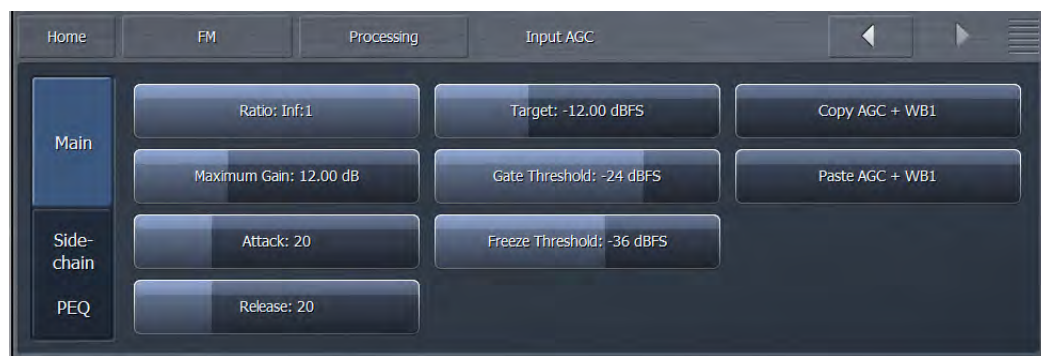 Home FM Processing Input AGC
Main
Side-
chain
PEQ
Ratio: Inf:1
Maximum Gain: 12.00 dB
Attack: 20
Release: 20
Target: -12.00 dBFS
Gate Threshold: -24 dBFS
Freeze Threshold: -36 dBFS
Copy AGC + WB1
Paste AGC + WB1